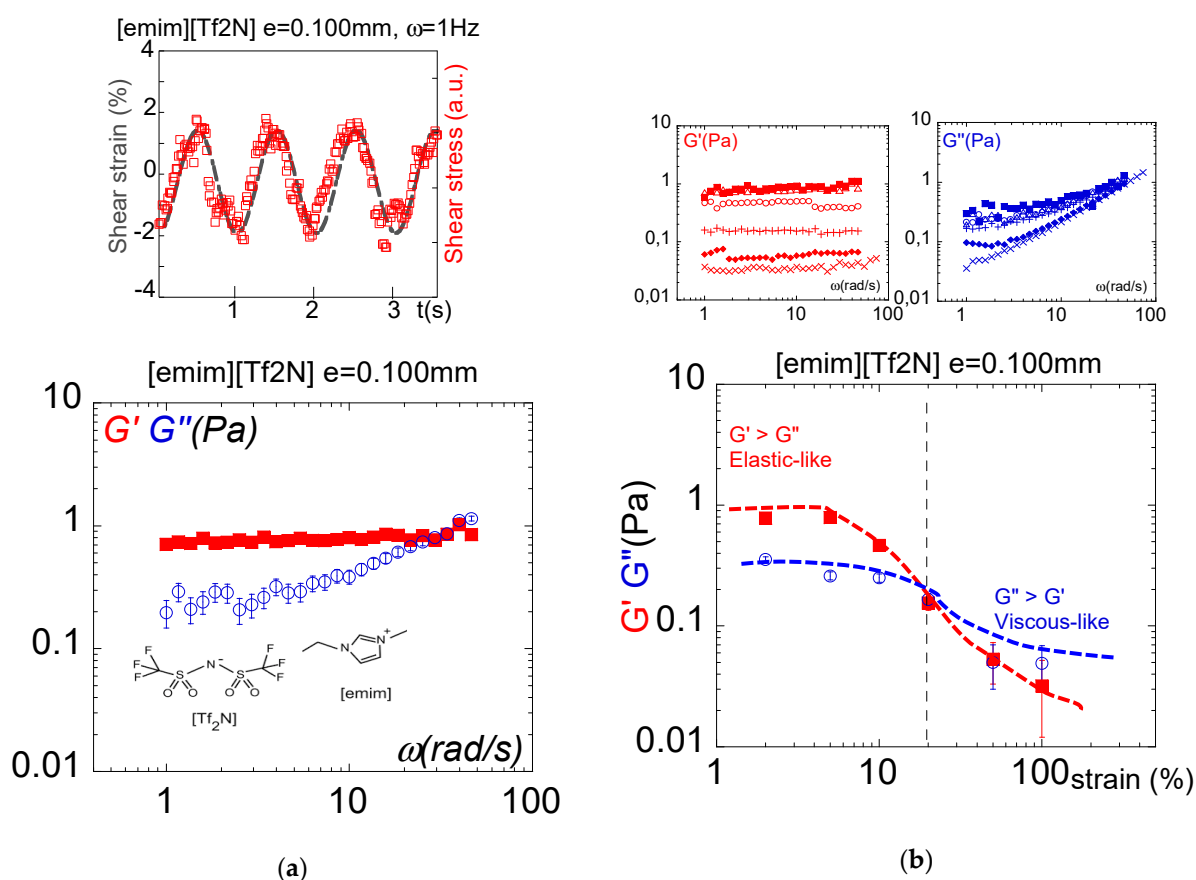 [emim][Tf2N] e=0.100mm, ω=1Hz
Shear strain (%)
4
2
0
-2
-4
1
2
3
t(s)
Shear stress (a.u.)
10
1
0,1
0,01
G'(Pa)
ω(rad/s)
1
10
100
10
1
0,1
0,01
G''(Pa)
ω(rad/s)
1
10
100
[emim][Tf2N] e=0.100mm
10
1
0.1
0.01
G' G''(Pa)
F
F
F
S
O
O
N
-
S
O
O
F
F
F
[Tf2N]
N
N
+
[emim]
ω(rad/s)
1
10
100
(a)
[emim][Tf2N] e=0.100mm
G' G''(Pa)
10
1
0.1
0.01
G' > G''
Elastic-like
G'' > G'
Viscous-like
1
10
100
strain (%)
(b)